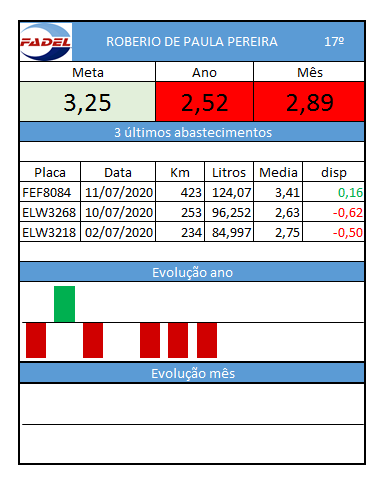 FADEL ROBERIO DE PAULA PEREIRA 17º
Meta Ano Mês
3,25 2,52 2,89
3 últimos abastecimentos
Placa Data Km Litros Media disp
FEF8084 11/07/2020 423 124,07 3,41 0,16
ELW3268 10/07/2020 253 96,252 2,63 -0,62
ELW3218 02/07/2020 234 84,997 2,75 -0,50
Evolução ano
Evolução mês